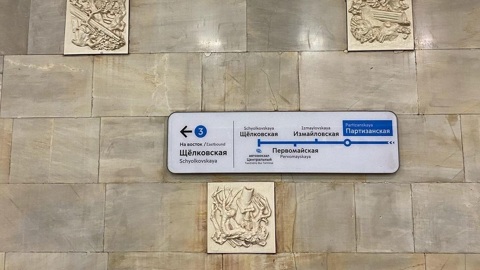 3
На восток / Eastbound
Щёлковская
Schyolkovskaya
Schyolkovskaya
Щёлковская
автовокзал
Центральный
Первомайская
Pervomayskaya
Izmaylovskaya
Измайловская
Partizanskaya
Партизанская